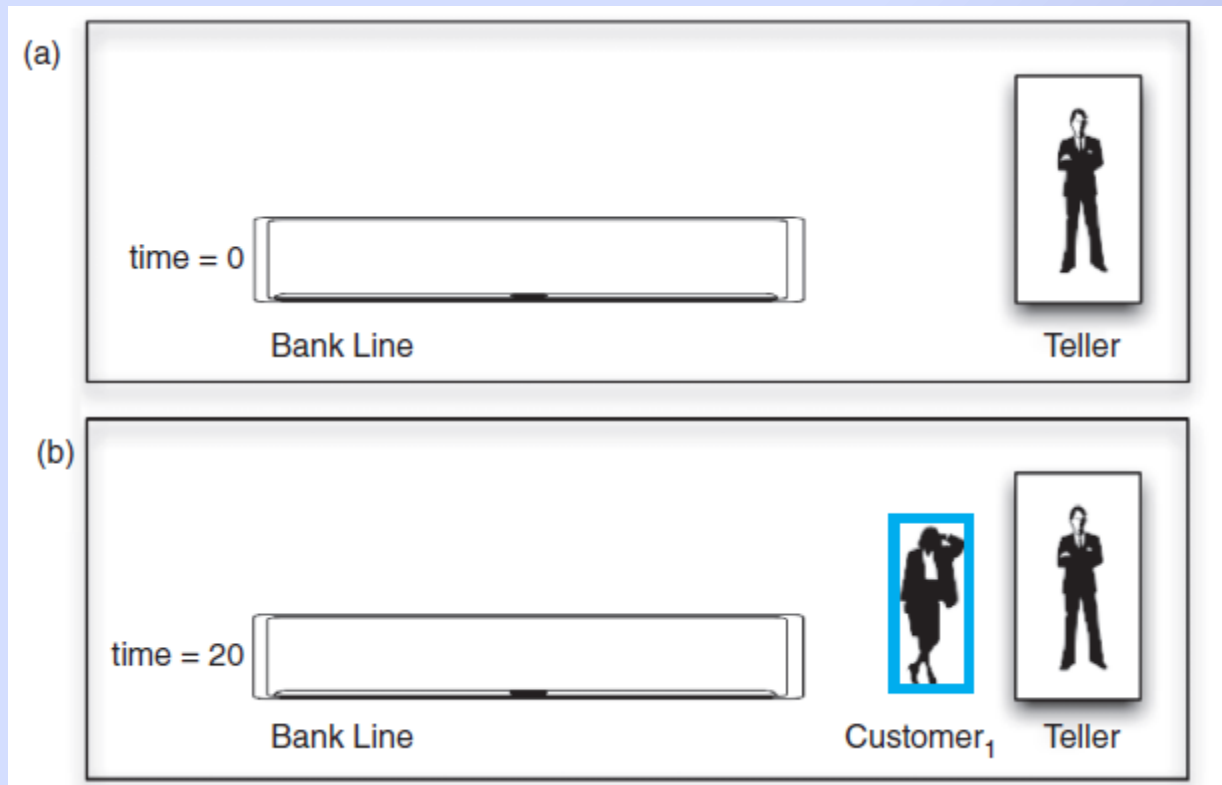 (a)
time = 0
Bank Line
Teller
(b)
time = 20
Bank Line
Customer₁
Teller